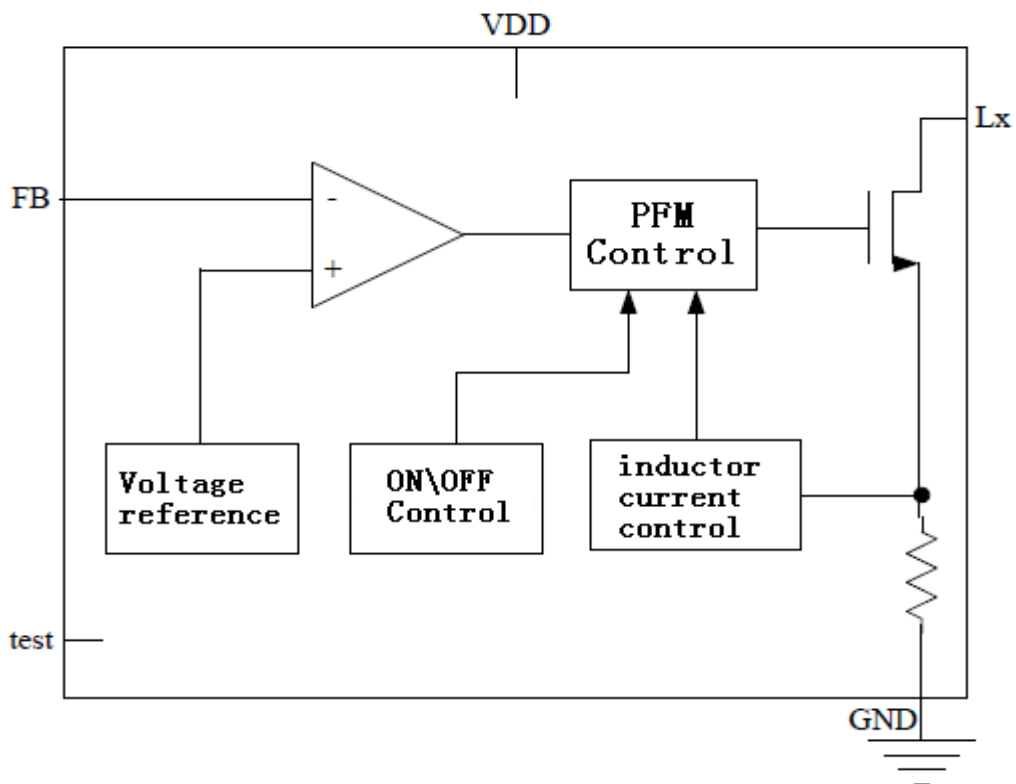 VDD
Lx
FB
-
+
PFM
Control
Voltage
reference
ON\OFF
Control
inductor
current
control
test
GND